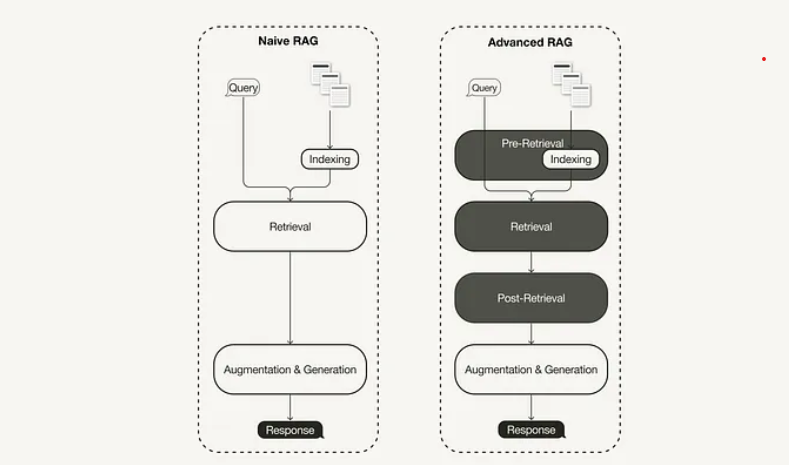 Naive RAG
Query
Indexing
Retrieval
Augmentation & Generation
Response
Advanced RAG
Query
Pre-Retrieval
Indexing
Retrieval
Post-Retrieval
Augmentation & Generation
Response